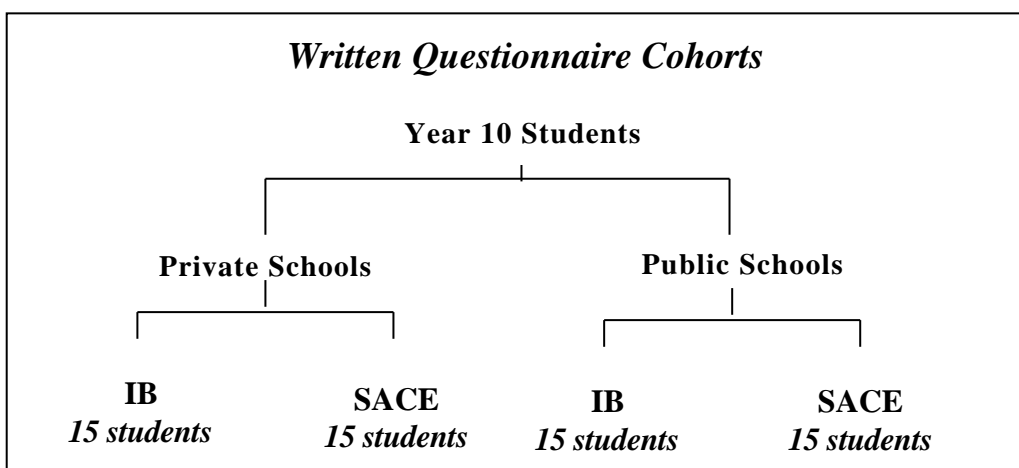 Written Questionnaire Cohorts
Year 10 Students
Private Schools
Public Schools
IB
15 students
SACE
15 students
IB
15 students
SACE
15 students